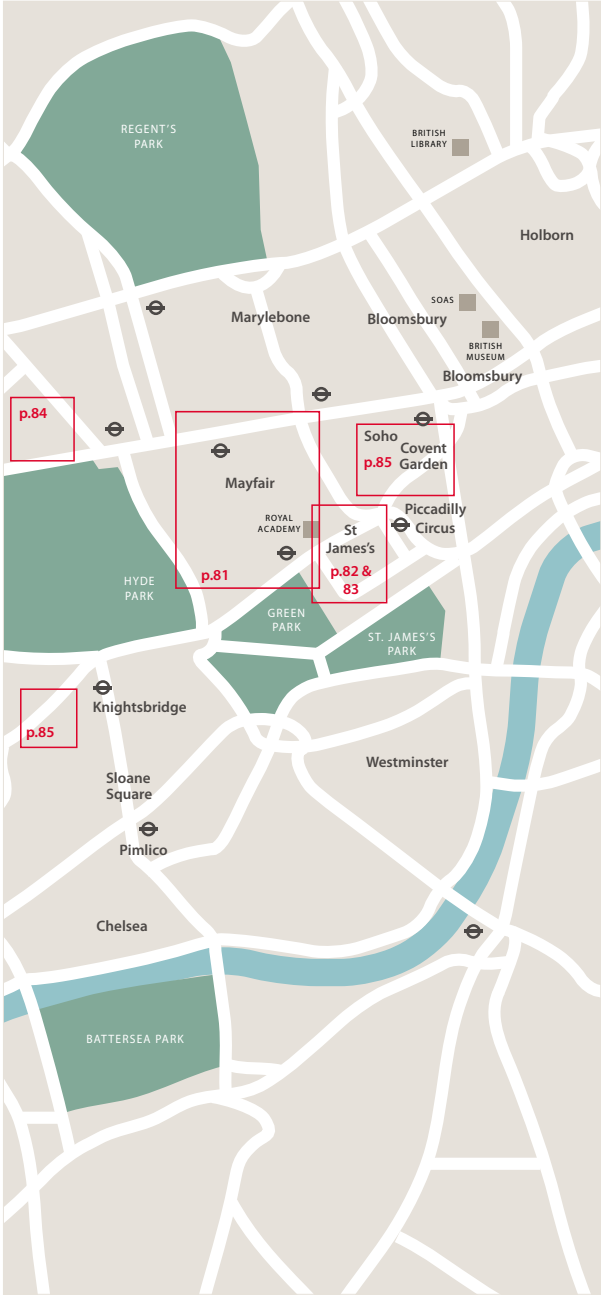 REGENT'S
PARK
BRITISH
LIBRARY
Holborn
SOAS
Marylebone
Bloomsbury
BRITISH
MUSEUM
Bloomsbury
p.84
Soho
Covent
Garden
p.85
Mayfair
Piccadilly
Circus
ROYAL
ACADEMY
St
James's
p.82 &
83
p.81
HYDE
PARK
GREEN
PARK
ST. JAMES'S
PARK
Knightsbridge
p.85
Westminster
Sloane
Square
Pimlico
Chelsea
BATTERSEA PARK